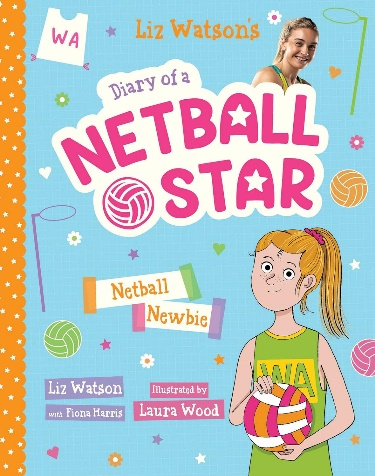 WA
Liz Watson's
Diary of a
NETBALL
STAR
Netball
Newbie
WA
Liz Watson
with Fiona Harris
Illustrated by
Laura Wood